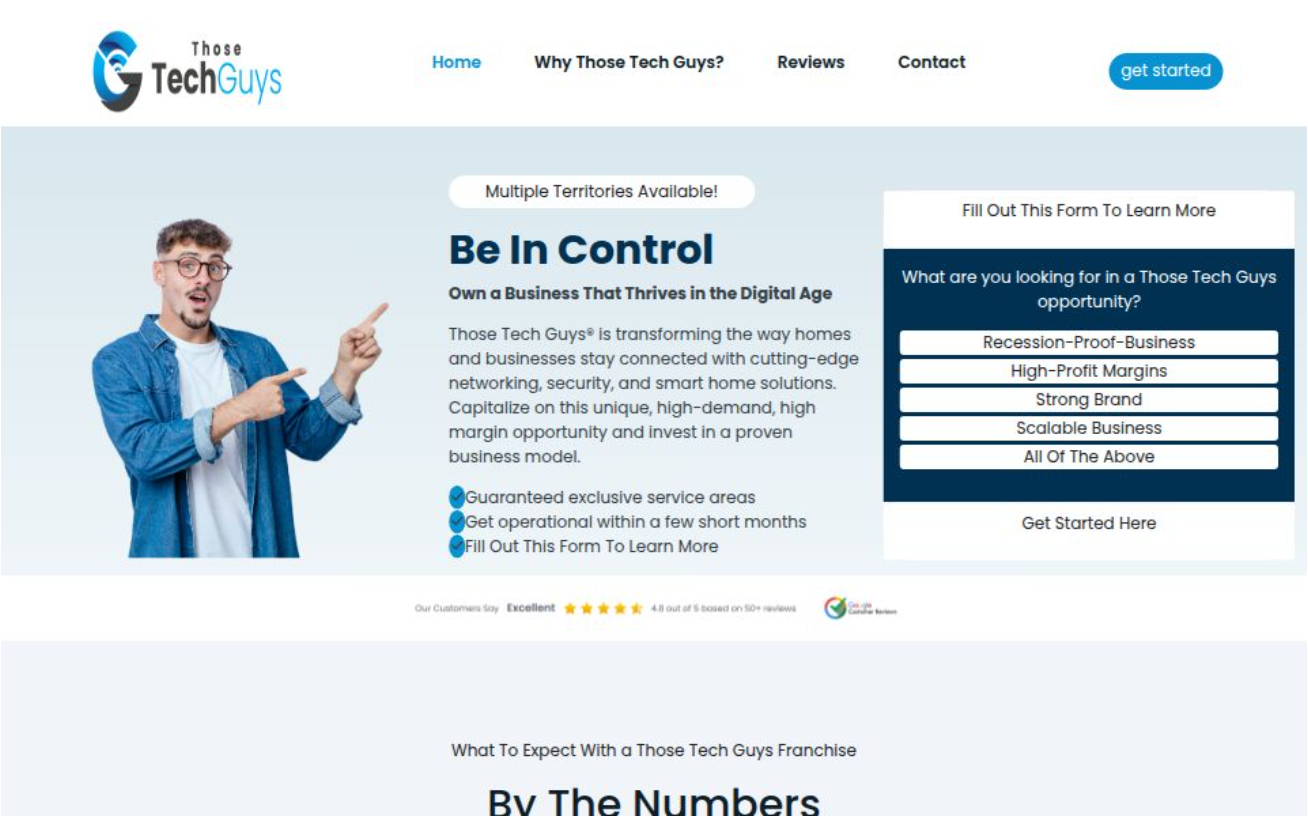 Those
TechGuys
Home
Why Those Tech Guys?
Reviews
Contact
get started
Multiple Territories Available!
Be In Control
Own a Business That Thrives in the Digital Age
Those Tech Guys® is transforming the way homes
and businesses stay connected with cutting-edge
networking, security, and smart home solutions.
Capitalize on this unique, high-demand, high
margin opportunity and invest in a proven
business model.
Guaranteed exclusive service areas
Get operational within a few short months
Fill Out This Form To Learn More
Fill Out This Form To Learn More
What are you looking for in a Those Tech Guys
opportunity?
Recession-Proof-Business
High-Profit Margins
Strong Brand
Scalable Business
All Of The Above
Get Started Here
Our Customers Say Excellent 4.8 out of 5 based on 50+ reviews
Google
Customer Reviews
What To Expect With a Those Tech Guys Franchise
By The Numbers